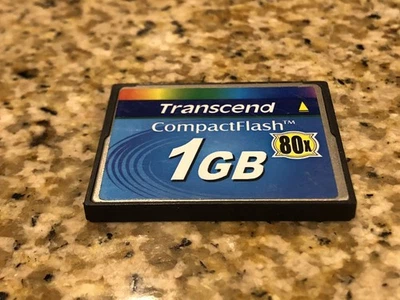 Transcend
CompactFlash™
1GB
80x